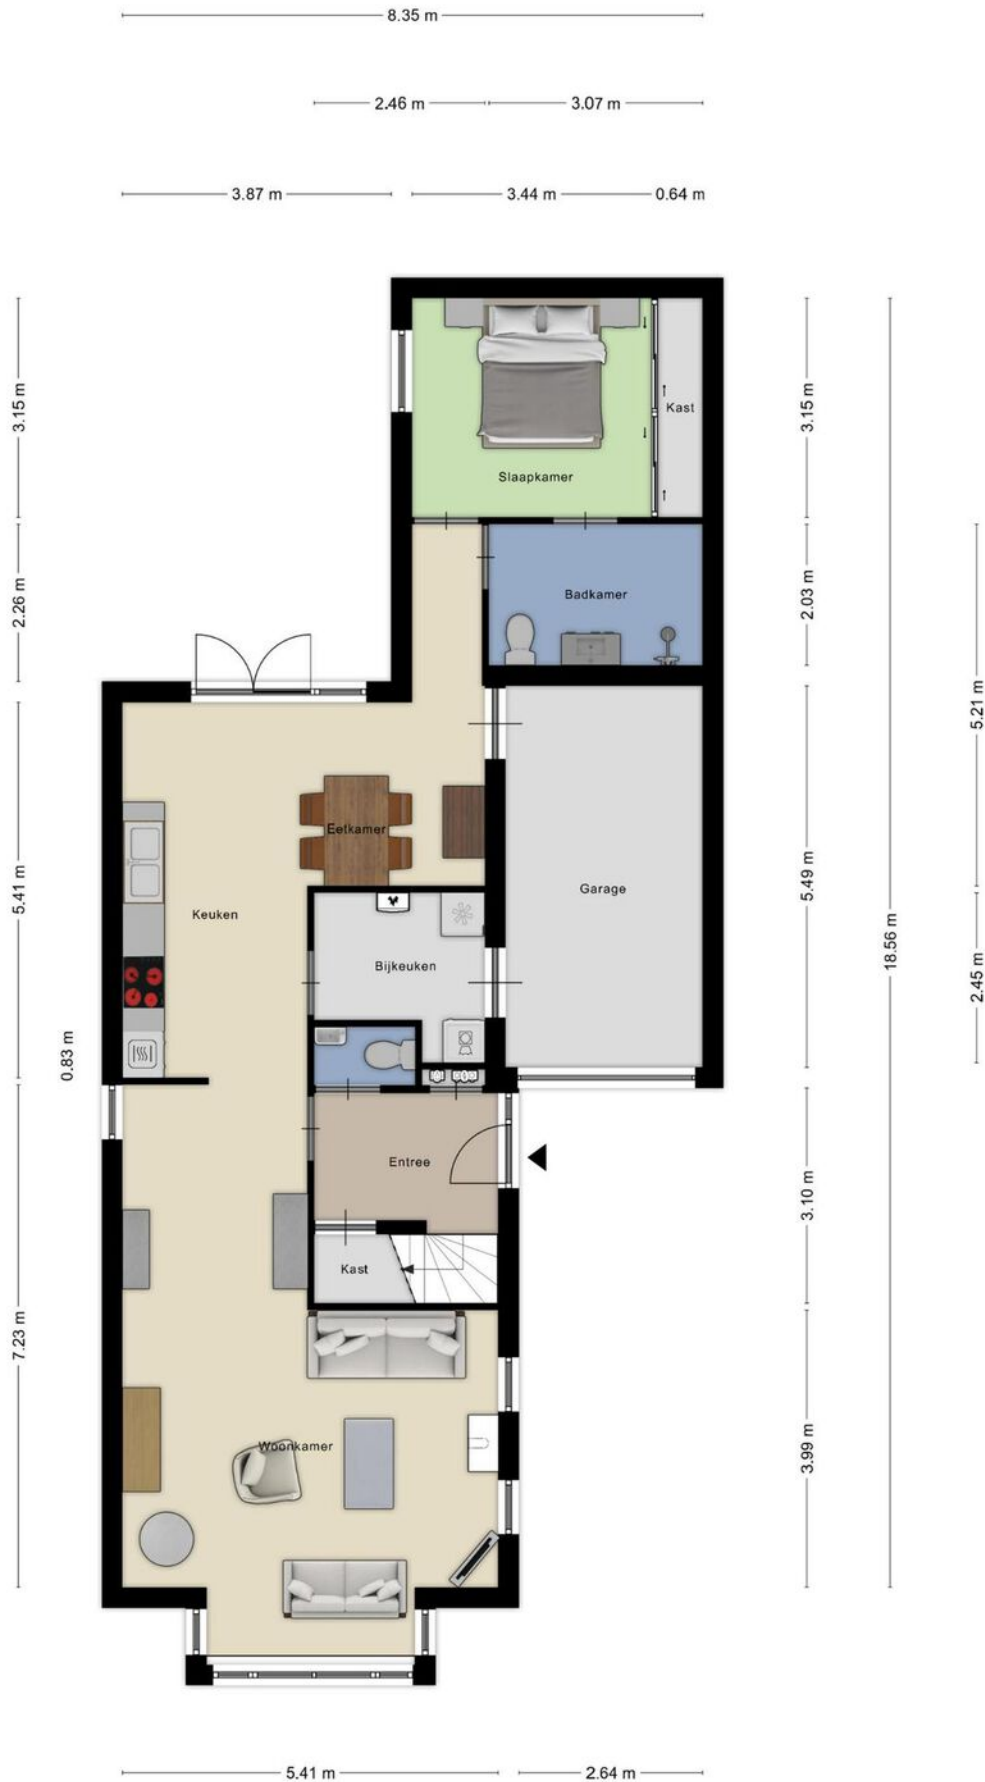 8.35 m
2.46 m
3.07 m
3.87 m
3.44 m
0.64 m
3.15 m
3.15 m
Kast
Slaapkamer
2.26 m
2.03 m
Badkamer
5.21 m
Eetkamer
5.41 m
Keuken
Garage
5.49 m
18.56 m
Bijkeuken
2.45 m
0.83 m
Entree
3.10 m
Kast
7.23 m
Woonkamer
3.99 m
5.41 m
2.64 m